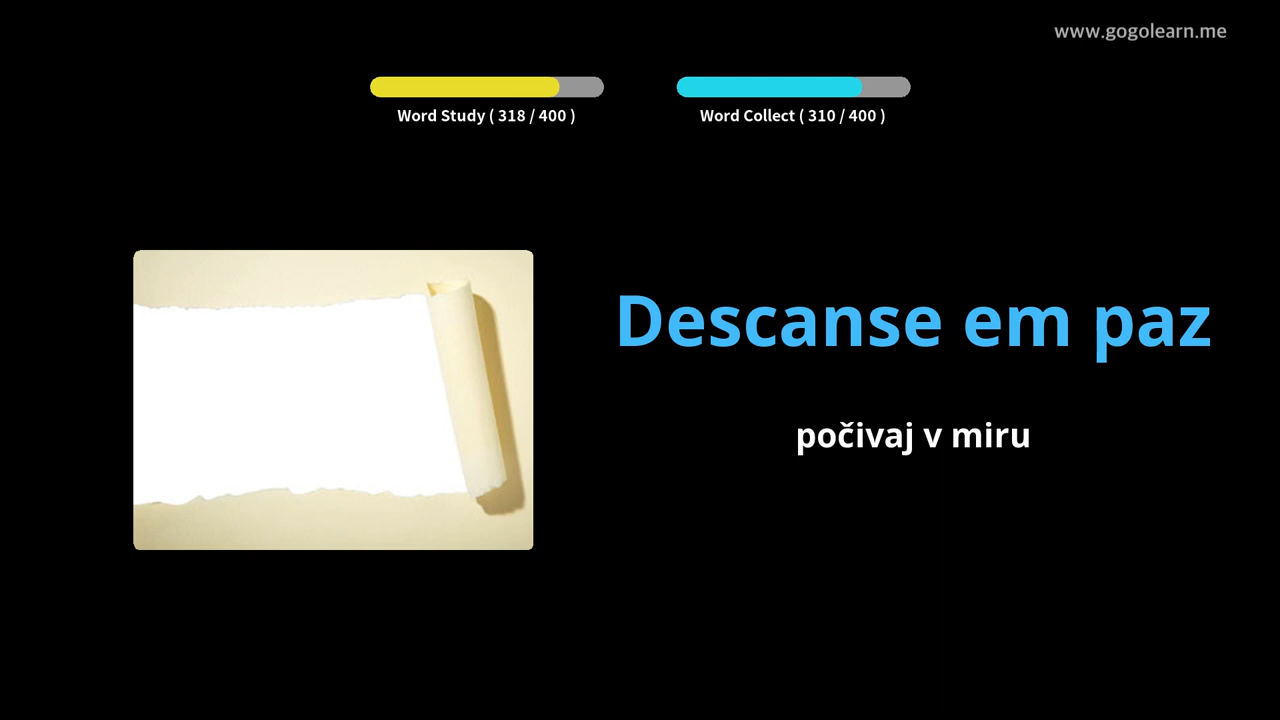 www.gogolearn.me
Word Study ( 318 / 400 )
Word Collect ( 310 / 400 )
Descanse em paz
počivaj v miru